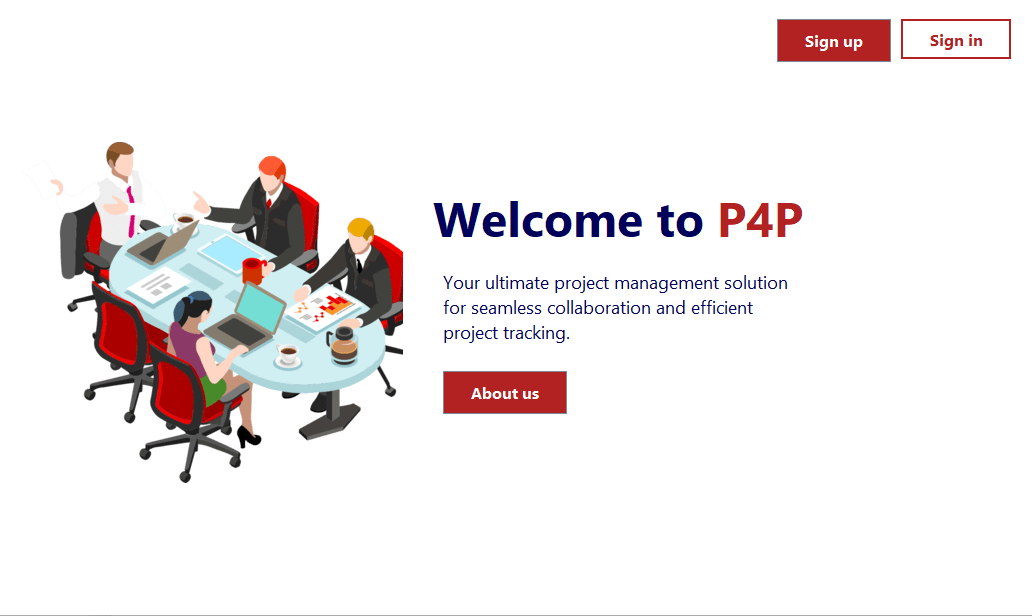 Sign up
Sign in
Welcome to P4P
Your ultimate project management solution
for seamless collaboration and efficient
project tracking.
About us